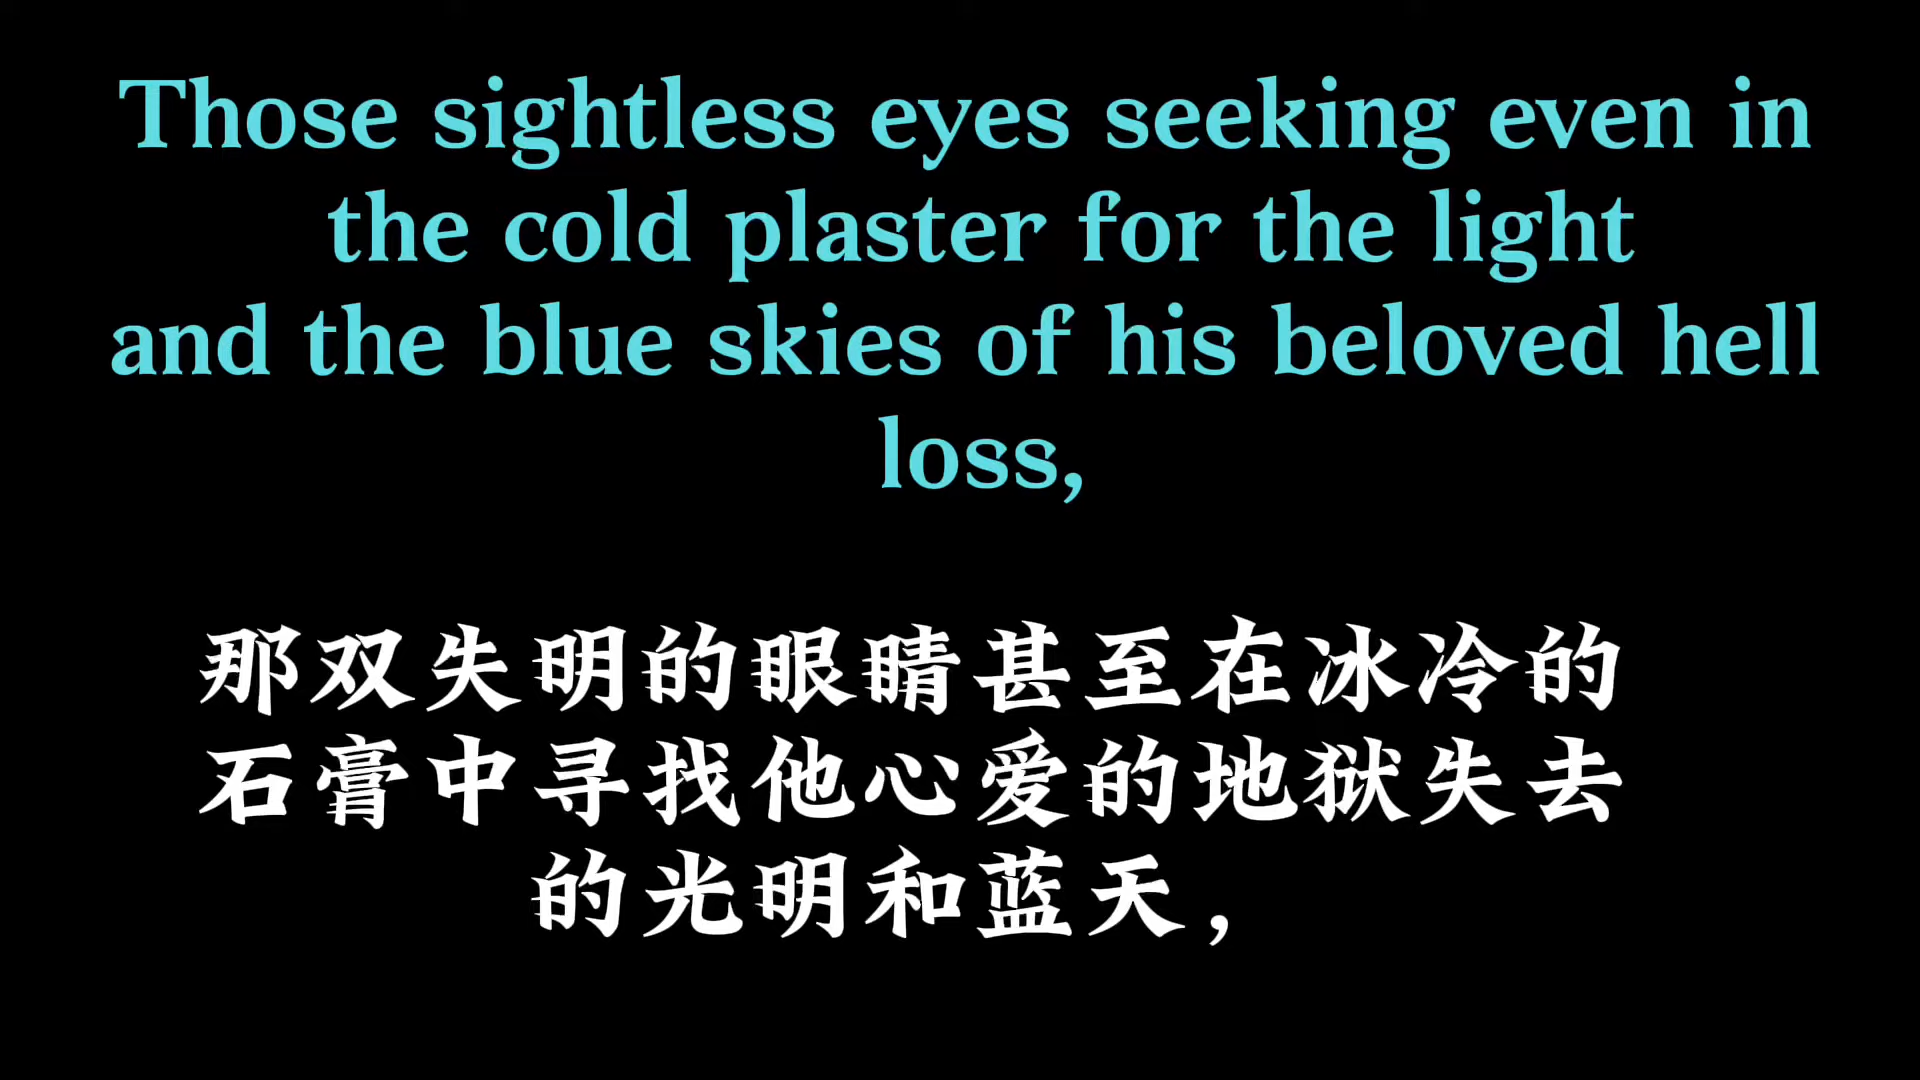 Those sightless eyes seeking even in
the cold plaster for the light
and the blue skies of his beloved hell
loss,
那双失明的眼睛甚至在冰冷的
石膏中寻找他心爱的地狱失去
的光明和蓝天，